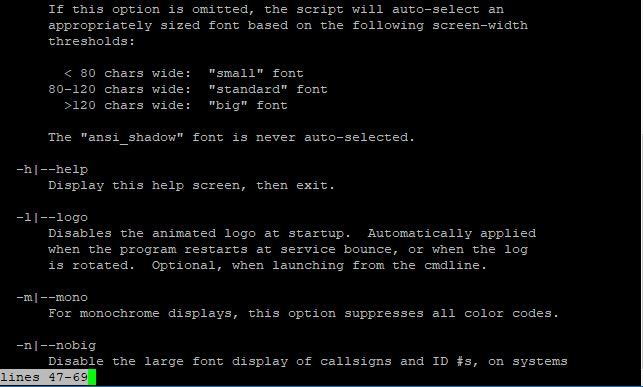 If this option is omitted, the script will auto-select an
appropriately sized font based on the following screen-width
thresholds:
< 80 chars wide:  "small" font
80-120 chars wide:  "standard" font
>120 chars wide:  "big" font
The "ansi_shadow" font is never auto-selected.
-h|--help
Display this help screen, then exit.
-l|--logo
Disables the animated logo at startup.  Automatically applied
when the program restarts at service bounce, or when the log
is rotated.  Optional, when launching from the cmdline.
-m|--mono
For monochrome displays, this option suppresses all color codes.
-n|--nobig
Disable the large font display of callsigns and ID #s, on systems
lines 47-69